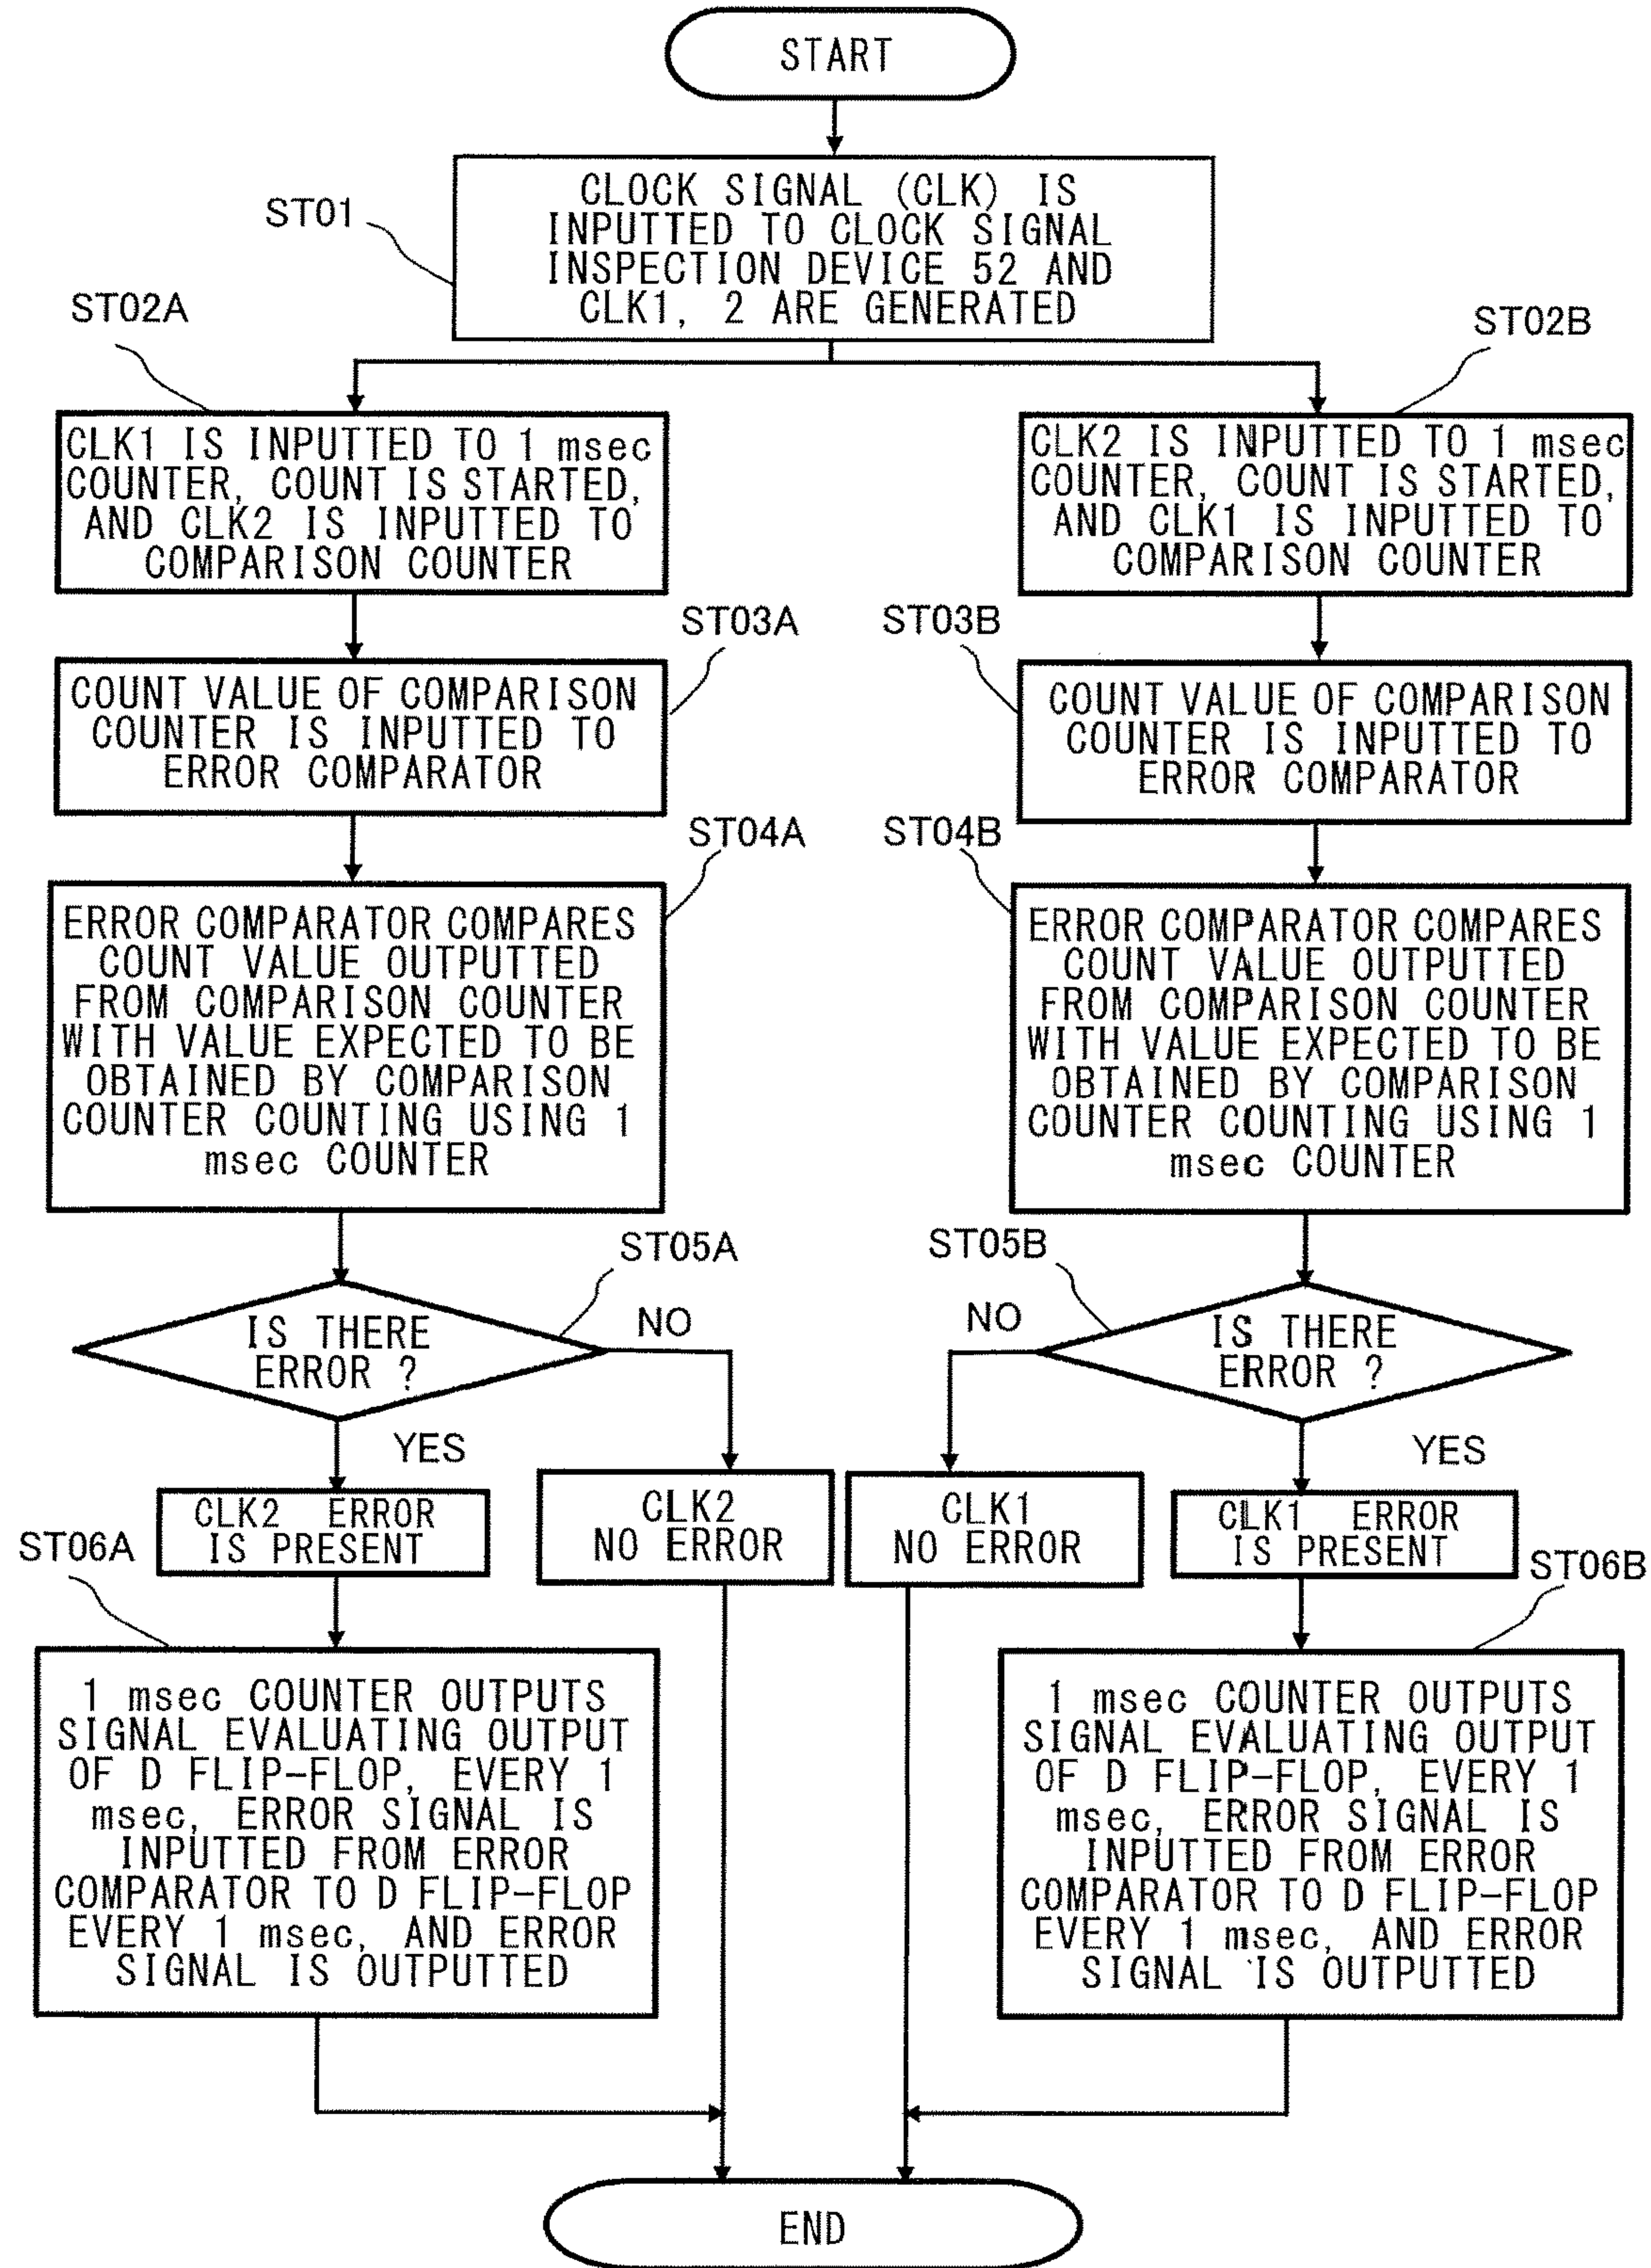 START
ST01
CLOCK SIGNAL (CLK) IS
INPUTTED TO CLOCK SIGNAL
INSPECTION DEVICE 52 AND
CLK1, 2 ARE GENERATED
ST02A
CLK1 IS INPUTTED TO 1 msec
COUNTER, COUNT IS STARTED,
AND CLK2 IS INPUTTED TO
COMPARISON COUNTER
ST02B
CLK2 IS INPUTTED TO 1 msec
COUNTER, COUNT IS STARTED,
AND CLK1 IS INPUTTED TO
COMPARISON COUNTER
ST03A
COUNT VALUE OF COMPARISON
COUNTER IS INPUTTED TO
ERROR COMPARATOR
ST03B
COUNT VALUE OF COMPARISON
COUNTER IS INPUTTED TO
ERROR COMPARATOR
ST04A
ERROR COMPARATOR COMPARES
COUNT VALUE OUTPUTTED
FROM COMPARISON COUNTER
WITH VALUE EXPECTED TO BE
OBTAINED BY COMPARISON
COUNTER COUNTING USING 1
msec COUNTER
ST04B
ERROR COMPARATOR COMPARES
COUNT VALUE OUTPUTTED
FROM COMPARISON COUNTER
WITH VALUE EXPECTED TO BE
OBTAINED BY COMPARISON
COUNTER COUNTING USING 1
msec COUNTER
ST05A
IS THERE
ERROR ?
NO
YES
ST05B
IS THERE
ERROR ?
NO
YES
CLK2 ERROR
IS PRESENT
CLK2
NO ERROR
CLK1
NO ERROR
CLK1 ERROR
IS PRESENT
ST06A
1 msec COUNTER OUTPUTS
SIGNAL EVALUATING OUTPUT
OF D FLIP-FLOP, EVERY 1
msec, ERROR SIGNAL IS
INPUTTED FROM ERROR
COMPARATOR TO D FLIP-FLOP
EVERY 1 msec, AND ERROR
SIGNAL IS OUTPUTTED
ST06B
1 msec COUNTER OUTPUTS
SIGNAL EVALUATING OUTPUT
OF D FLIP-FLOP, EVERY 1
msec, ERROR SIGNAL IS
INPUTTED FROM ERROR
COMPARATOR TO D FLIP-FLOP
EVERY 1 msec, AND ERROR
SIGNAL IS OUTPUTTED
END